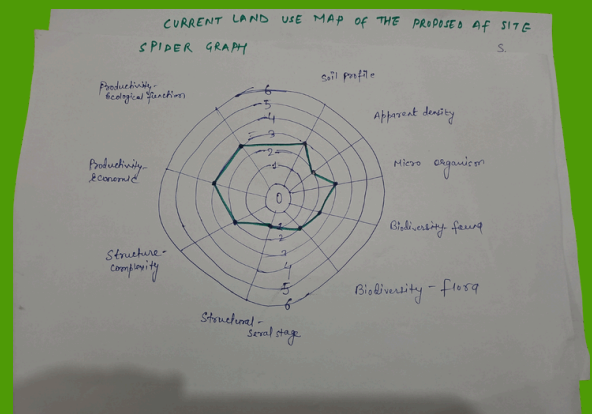 CURRENT LAND USE MAP OF THE PROPOSED AF SITE
SPIDER GRAPH
S.
Soil profile
Productivity-
Ecological function
Apparent density
Micro organism
Productivity-
Economic
Biodiversity- fauna
Structure-
Complexity
Biodiversity - flora
Structural -
Seral stage
6
5
4
3
2
1
0
1
2
3
4
5
6